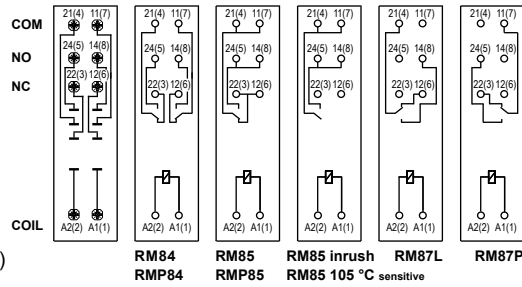 COM 21(4) 11(7) 21(4) 11(7) 21(4) 11(7) 21(4) 11(7) 21(4) 11(7) 21(4) 11(7)
NO 24(5) 14(8) 24(5) 14(8) 24(5) 14(8) 24(5) 14(8) 24(5) 14(8) 24(5) 14(8)
NC 22(3) 12(6) 22(3) 12(6) 22(3) 12(6) 22(3) 12(6) 22(3) 12(6) 22(3) 12(6)
COIL A2(2) A1(1) A2(2) A1(1) A2(2) A1(1) A2(2) A1(1) A2(2) A1(1) A2(2) A1(1)
) RM84 RM85 RM85 inrush RM87L RM87P
RMP84 RMP85 RM85 105 °C sensitive